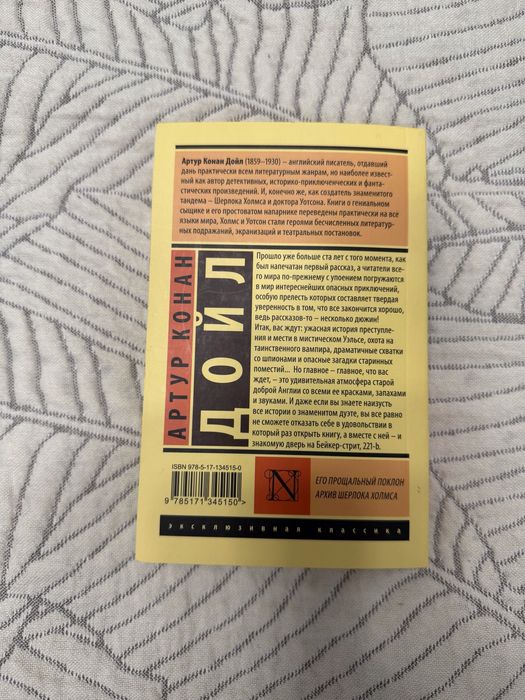 Артур Конан Дойл (1859–1930) – английский писатель, отдавший
дань практически всем литературным жанрам, но наиболее извест-
ный как автор детективных, историко-приключенческих и фанта-
стических произведений. И, конечно же, как создатель знаменитого
тандема – Шерлока Холмса и доктора Уотсона. Книги о гениальном
сыщике и его простоватом напарнике переведены практически на все
языки мира, Холмс и Уотсон стали героями бесчисленных литератур-
ных подражаний, экранизаций и театральных постановок.
АРТУР КОНАН
ДОЙЛ
Прошло уже больше ста лет с того момента, как
был напечатан первый рассказ, а читатели все-
го мира по-прежнему с упоением погружаются
в мир интереснейших опасных приключений,
особую прелесть которых составляет твердая
уверенность в том, что все закончится хорошо,
ведь рассказов-то – несколько дюжин!
Итак, вас ждут: ужасная история преступле-
ния и мести в мистическом Уэльсе, охота на
таинственного вампира, драматичные схватки
со шпионами и опасные загадки старинных
поместий... Но главное – главное, что вас
ждет, – это удивительная атмосфера старой
доброй Англии со всеми ее красками, запахами
и звуками. И даже если вы знаете наизусть
все истории о знаменитом дуэте, вы все равно
не сможете отказать себе в удовольствии в
который раз открыть книгу, а вместе с ней – и
знакомую дверь на Бейкер-стрит, 221-b.
ISBN 978-5-17-134515-0
9 785171 345150 >
N
ЕГО ПРОЩАЛЬНЫЙ ПОКЛОН
АРХИВ ШЕРЛОКА ХОЛМСА
эксклюзивная классика